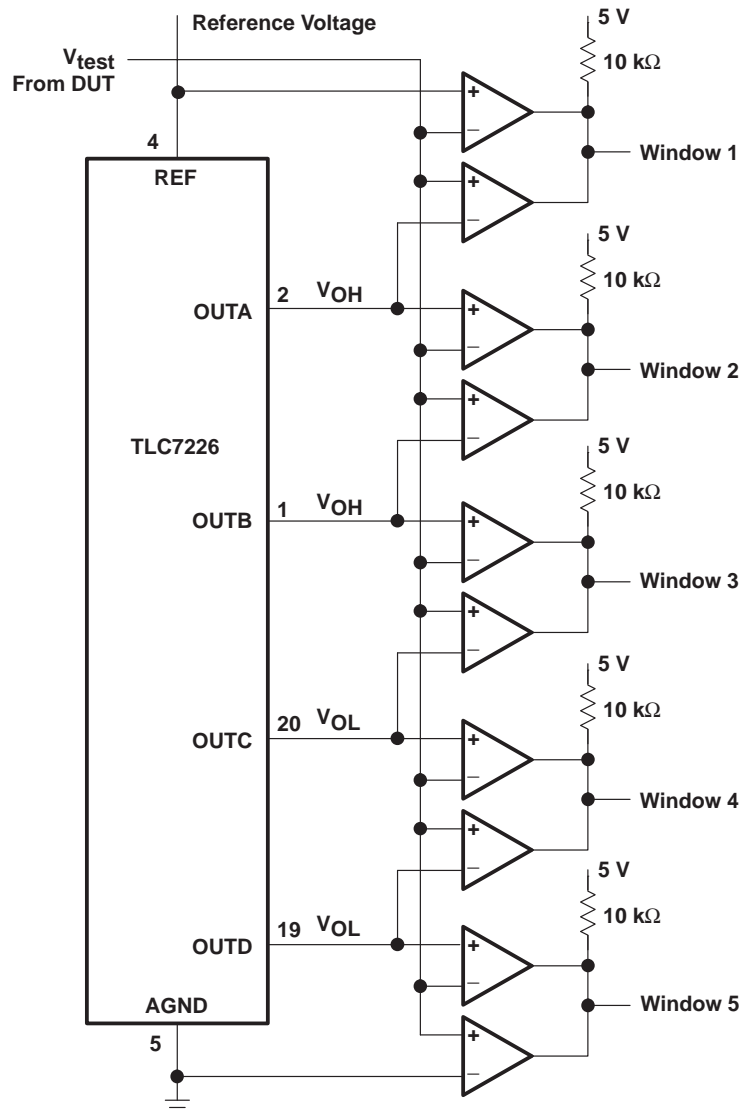 Reference Voltage
5 V
V_test
From DUT
10 kΩ
+
−
4
Window 1
REF
+
−
5 V
10 kΩ
2
V_OH
OUTA
+
−
Window 2
+
−
TLC7226
5 V
10 kΩ
1
V_OH
OUTB
+
−
Window 3
+
−
5 V
10 kΩ
20
V_OL
OUTC
+
−
Window 4
+
−
5 V
10 kΩ
19
V_OL
OUTD
+
−
AGND
Window 5
5
+
−